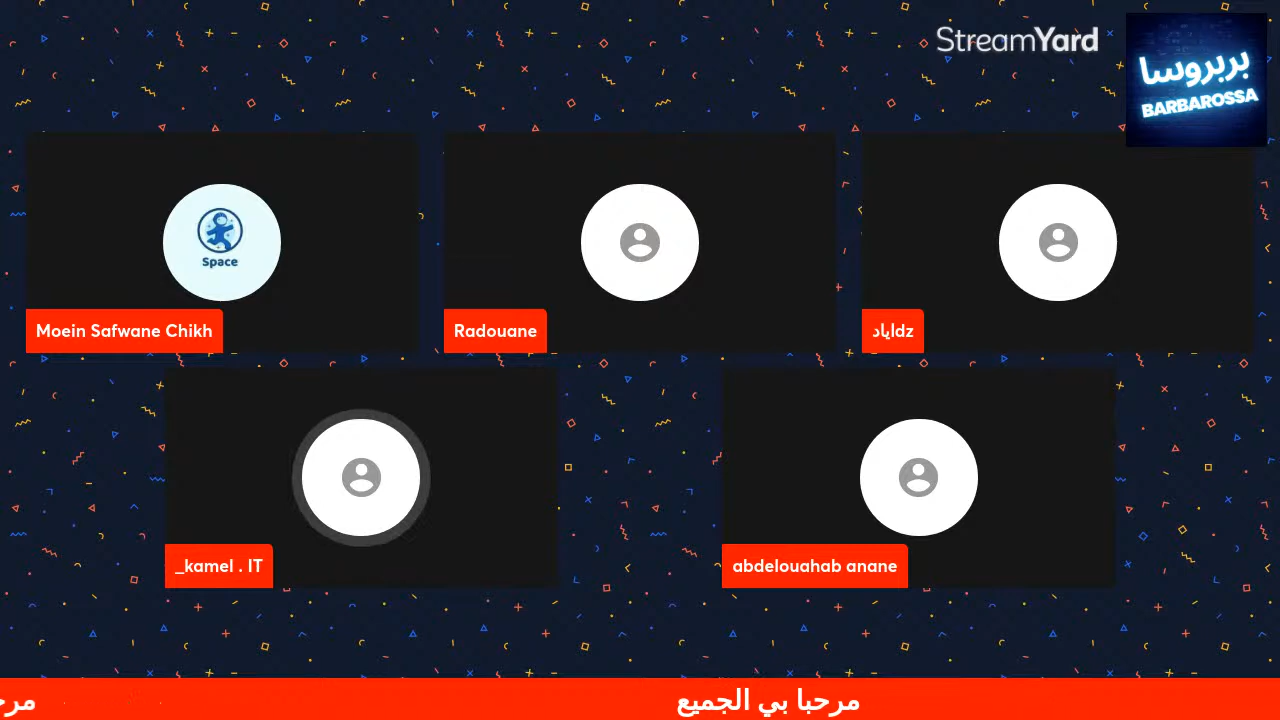 StreamYard
بربروسا
BARBAROSSA
Space
Moein Safwane Chikh
Radouane
ايادdz
_kamel . IT
abdelouahab anane
مرحبا بي الجميع